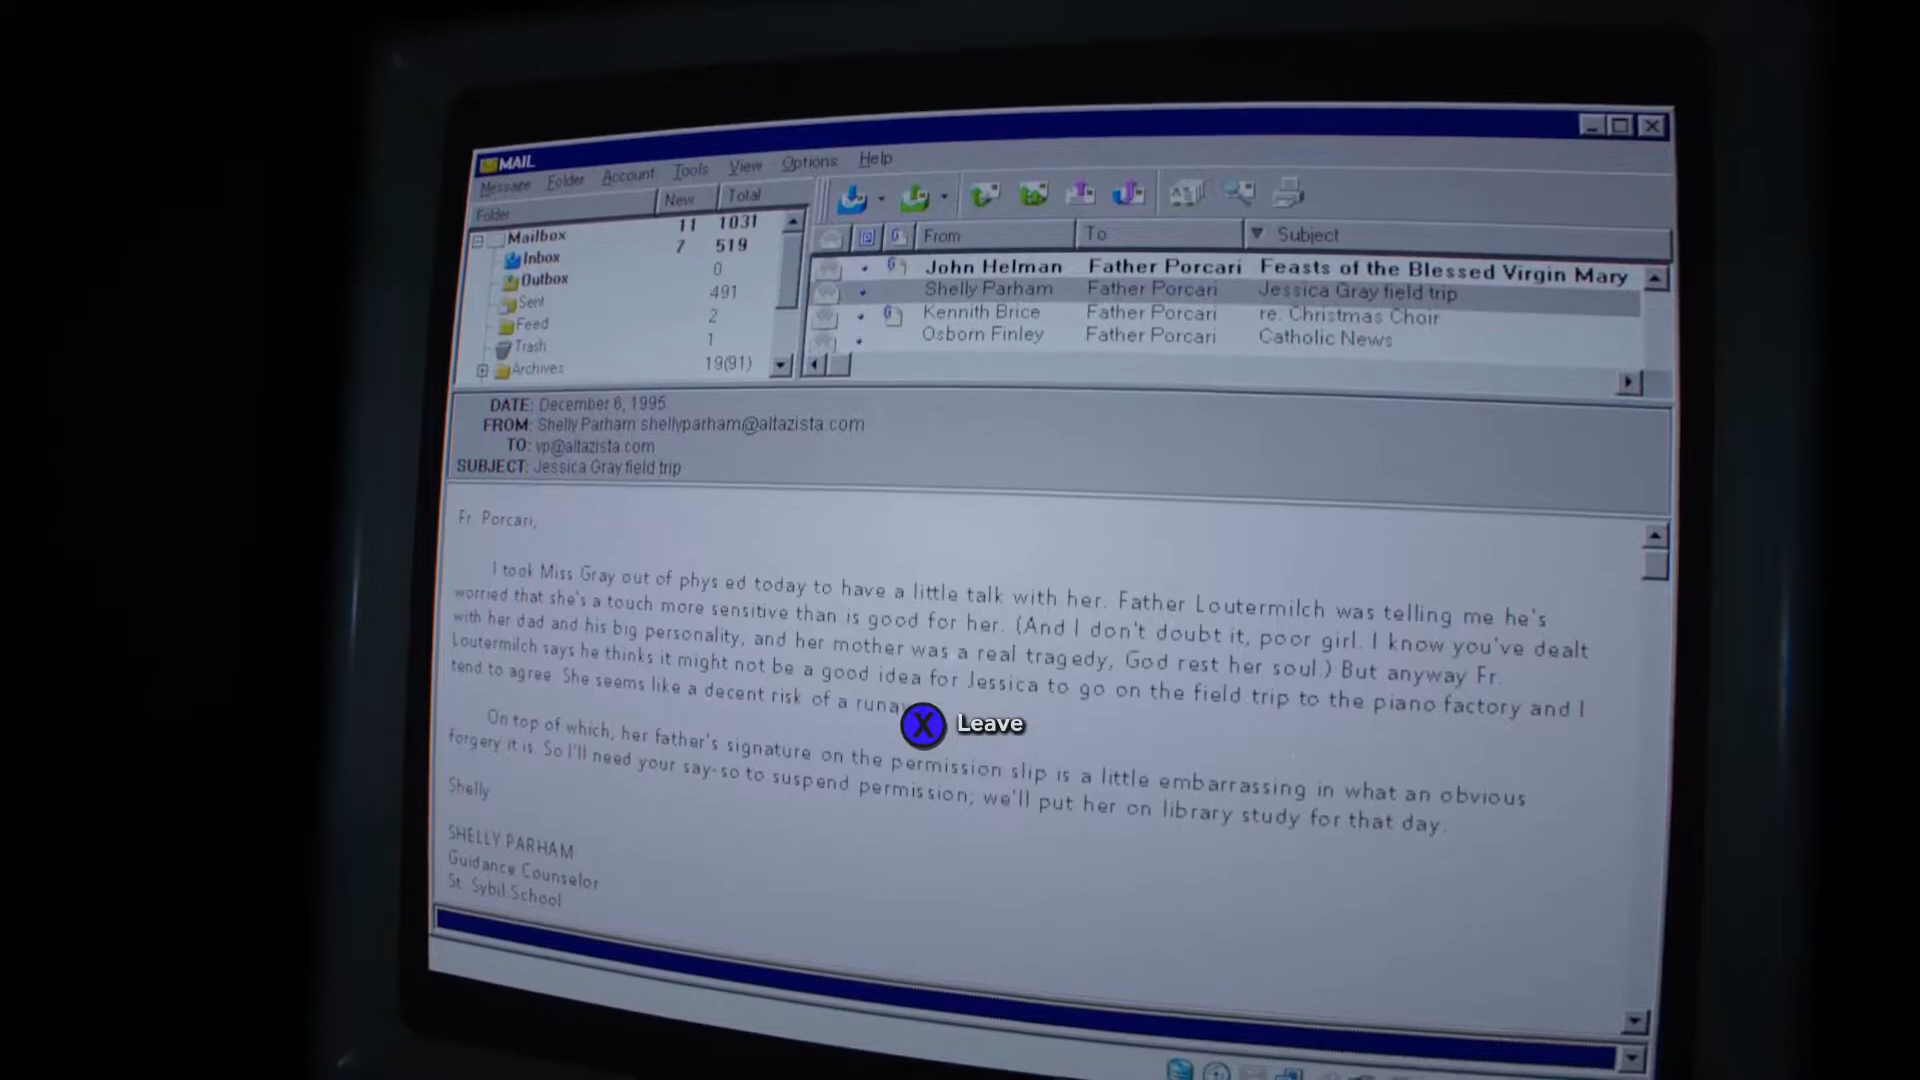 MAIL
Message Folder Account Tools View Options Help
Folder New Total
Mailbox 11 1031
Inbox 7 519
Outbox 0
Sent 491
Feed 2
Trash 1
Archives 19(91)
From To Subject
John Helman Father Porcari Feasts of the Blessed Virgin Mary
Shelly Parham Father Porcari Jessica Gray field trip
Kennith Brice Father Porcari re. Christmas Choir
Osborn Finley Father Porcari Catholic News
DATE: December 6, 1995
FROM: Shelly Parham shellyparham@altazista.com
TO: vp@altazista.com
SUBJECT: Jessica Gray field trip
Fr. Porcari,
I took Miss Gray out of phys ed today to have a little talk with her. Father Loutermilch was telling me he's
worried that she's a touch more sensitive than is good for her. (And I don't doubt it, poor girl. I know you've dealt
with her dad and his big personality, and her mother was a real tragedy, God rest her soul.) But anyway Fr.
Loutermilch says he thinks it might not be a good idea for Jessica to go on the field trip to the piano factory and I
tend to agree. She seems like a decent risk of a
X Leave
On top of which, her father's signature on the permission slip is a little embarrassing in what an obvious
forgery it is. So I'll need your say-so to suspend permission; we'll put her on library study for that day.
Shelly
SHELLY PARHAM
Guidance Counselor
St. Sybil School